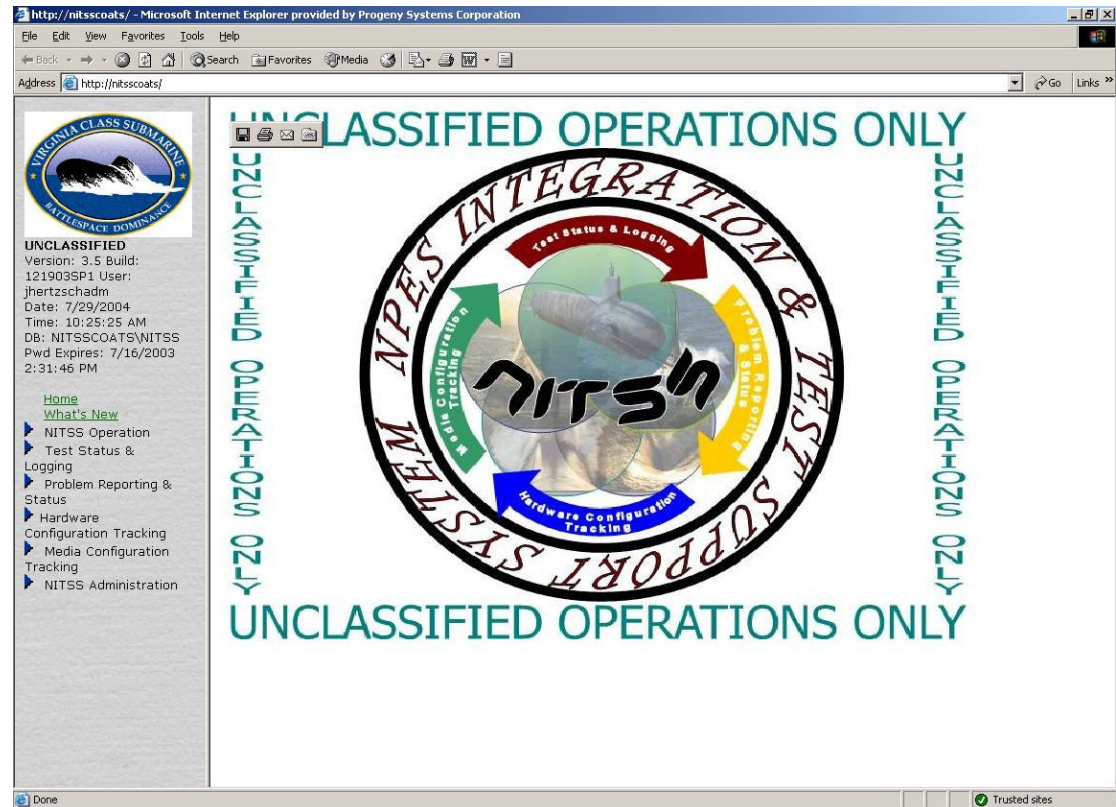 http://nitsscoats/ - Microsoft Internet Explorer provided by Progeny Systems Corporation
File Edit View Favorites Tools Help
Back Search Favorites Media
Address http://nitsscoats/ Go Links »
VIRGINIA CLASS SUBMARINE
BATTLESPACE DOMINANCE
UNCLASSIFIED
Version: 3.5 Build:
121903SP1 User:
jhertzschadm
Date: 7/29/2004
Time: 10:25:25 AM
DB: NITSSCOATS\NITSS
Pwd Expires: 7/16/2003
2:31:46 PM
Home
What's New
NITSS Operation
Test Status &
Logging
Problem Reporting &
Status
Hardware
Configuration Tracking
Media Configuration
Tracking
NITSS Administration
UNCLASSIFIED OPERATIONS ONLY
UNCLASSIFIED OPERATIONS ONLY
NPES INTEGRATION & TEST SUPPORT SYSTEM
Test Status & Logging
Problem Reporting
& Status
Hardware Configuration
Tracking
Media Configuration
Tracking
NITSS
UNCLASSIFIED OPERATIONS ONLY
UNCLASSIFIED OPERATIONS ONLY
Done
Trusted sites